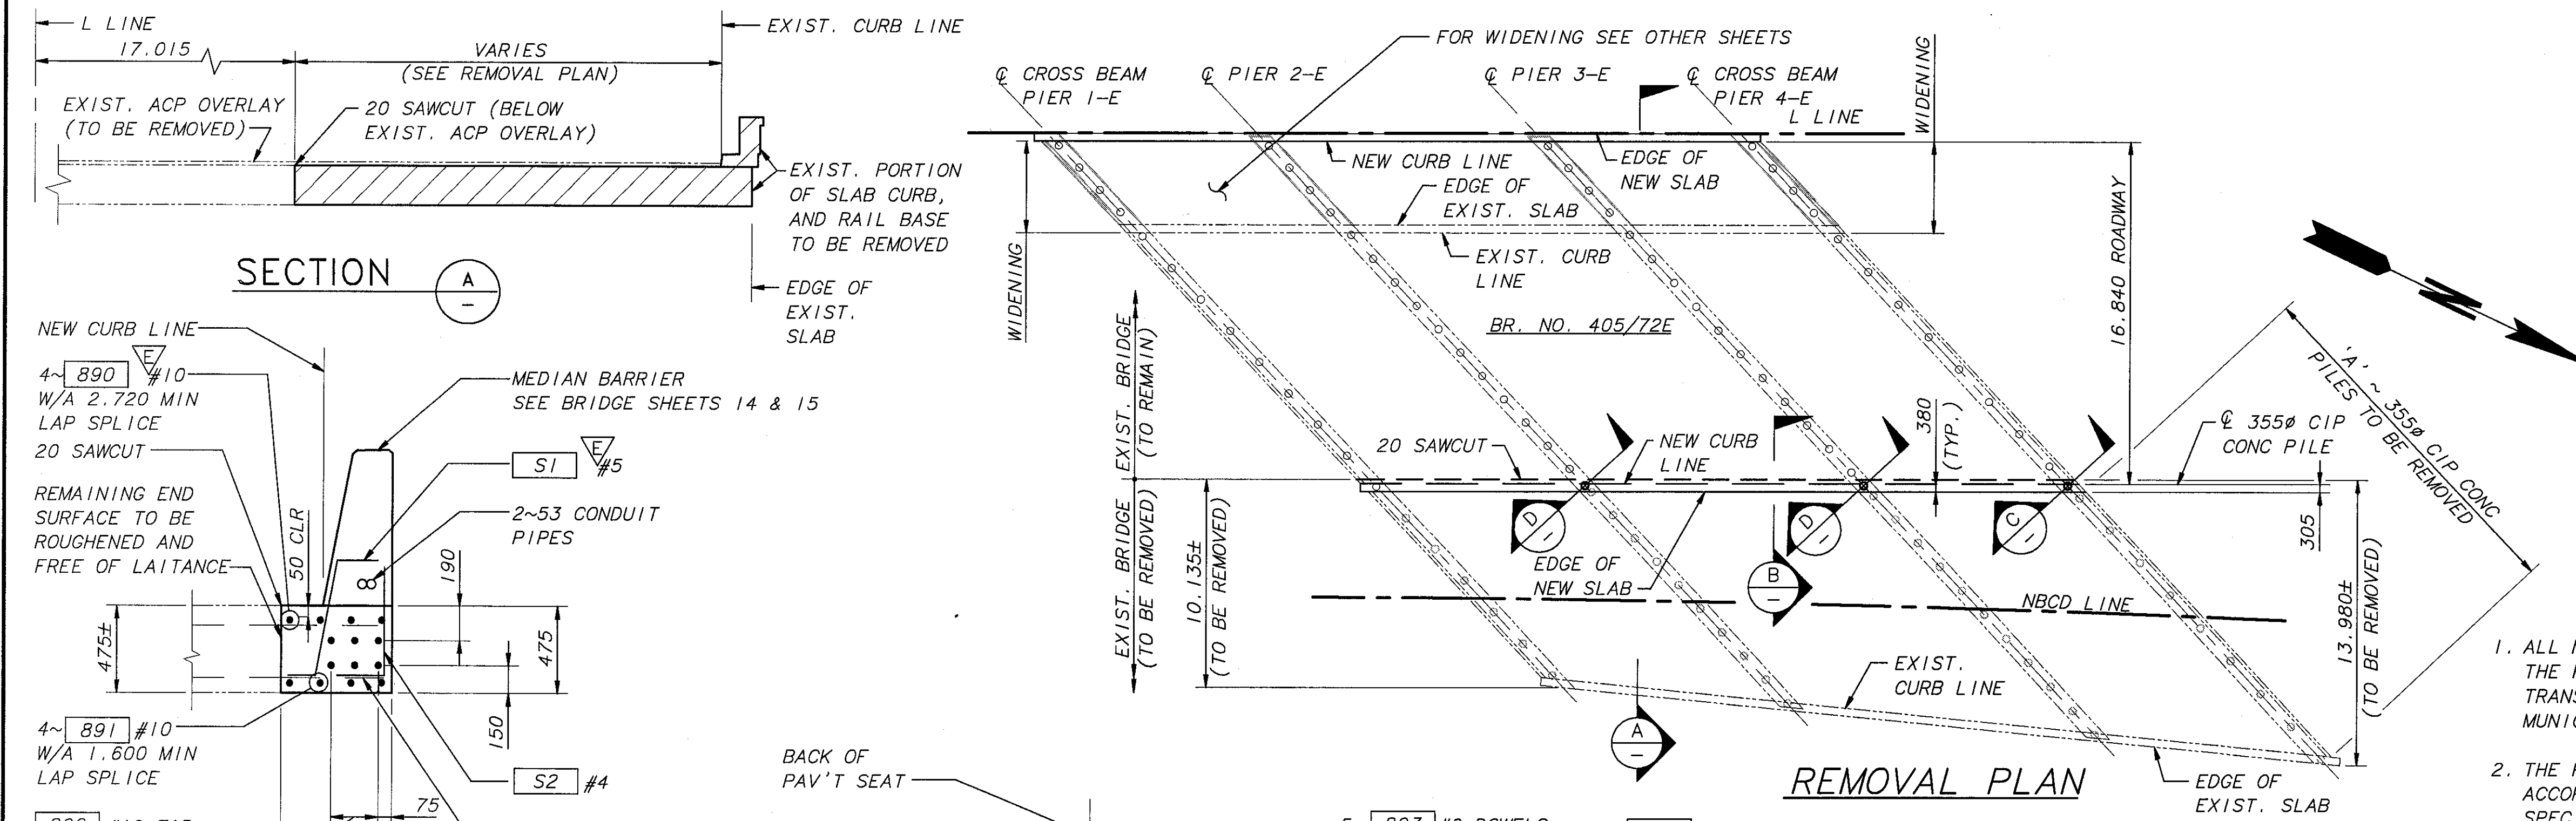 L LINE
17.015
VARIES
(SEE REMOVAL PLAN)
EXIST. CURB LINE
EXIST. ACP OVERLAY
(TO BE REMOVED)
20 SAWCUT (BELOW
EXIST. ACP OVERLAY)
EXIST. PORTION
OF SLAB CURB,
AND RAIL BASE
TO BE REMOVED
SECTION
A
–
EDGE OF
EXIST.
SLAB
NEW CURB LINE
E
4~ 890 #10
W/A 2.720 MIN
LAP SPLICE
20 SAWCUT
REMAINING END
SURFACE TO BE
ROUGHENED AND
FREE OF LAITANCE
MEDIAN BARRIER
SEE BRIDGE SHEETS 14 & 15
E
S1 #5
2~53 CONDUIT
PIPES
50 CLR
190
475±
475
150
4~ 891 #10
W/A 1.600 MIN
LAP SPLICE
S2 #4
75
BACK OF
PAV'T SEAT
FOR WIDENING SEE OTHER SHEETS
℄ CROSS BEAM
PIER 1-E
℄ PIER 2-E
℄ PIER 3-E
℄ CROSS BEAM
PIER 4-E
L LINE
WIDENING
NEW CURB LINE
EDGE OF
NEW SLAB
EDGE OF
EXIST. SLAB
EXIST. CURB
LINE
WIDENING
16.840 ROADWAY
N
BR. NO. 405/72E
EXIST. BRIDGE
(TO REMAIN)
'A' ~ 355ø CIP CONC
PILES TO BE REMOVED
20 SAWCUT
NEW CURB
LINE
380
(TYP.)
℄ 355ø CIP
CONC PILE
305
D
–
D
–
C
–
EXIST. BRIDGE
(TO BE REMOVED)
10.135±
(TO BE REMOVED)
EDGE OF
NEW SLAB
B
–
NBCD LINE
13.980±
(TO BE REMOVED)
EXIST.
CURB LINE
A
–
REMOVAL PLAN
EDGE OF
EXIST. SLAB
1. ALL
THE
TRANS
MUNIC
2. THE
ACCOR
SPEC